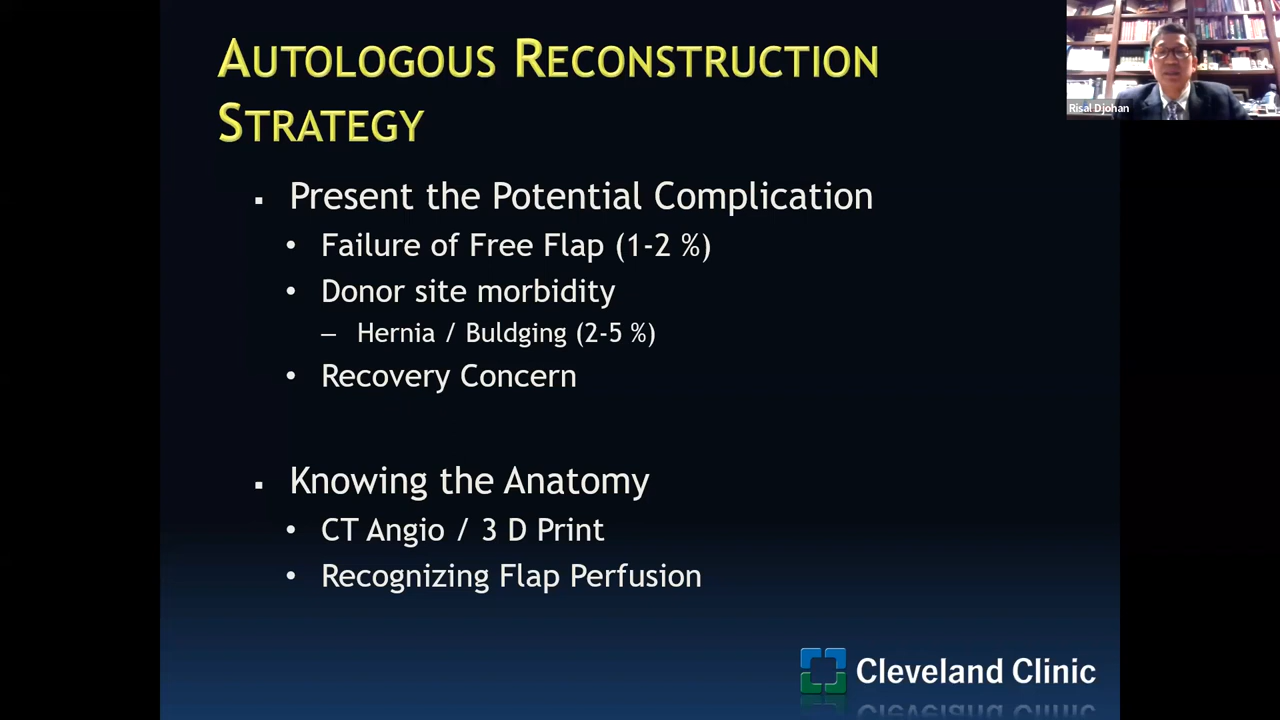 AUTOLOGOUS RECONSTRUCTION
STRATEGY
Risal Djohan
▪ Present the Potential Complication
• Failure of Free Flap (1-2 %)
• Donor site morbidity
– Hernia / Buldging (2-5 %)
• Recovery Concern
▪ Knowing the Anatomy
• CT Angio / 3 D Print
• Recognizing Flap Perfusion
Cleveland Clinic